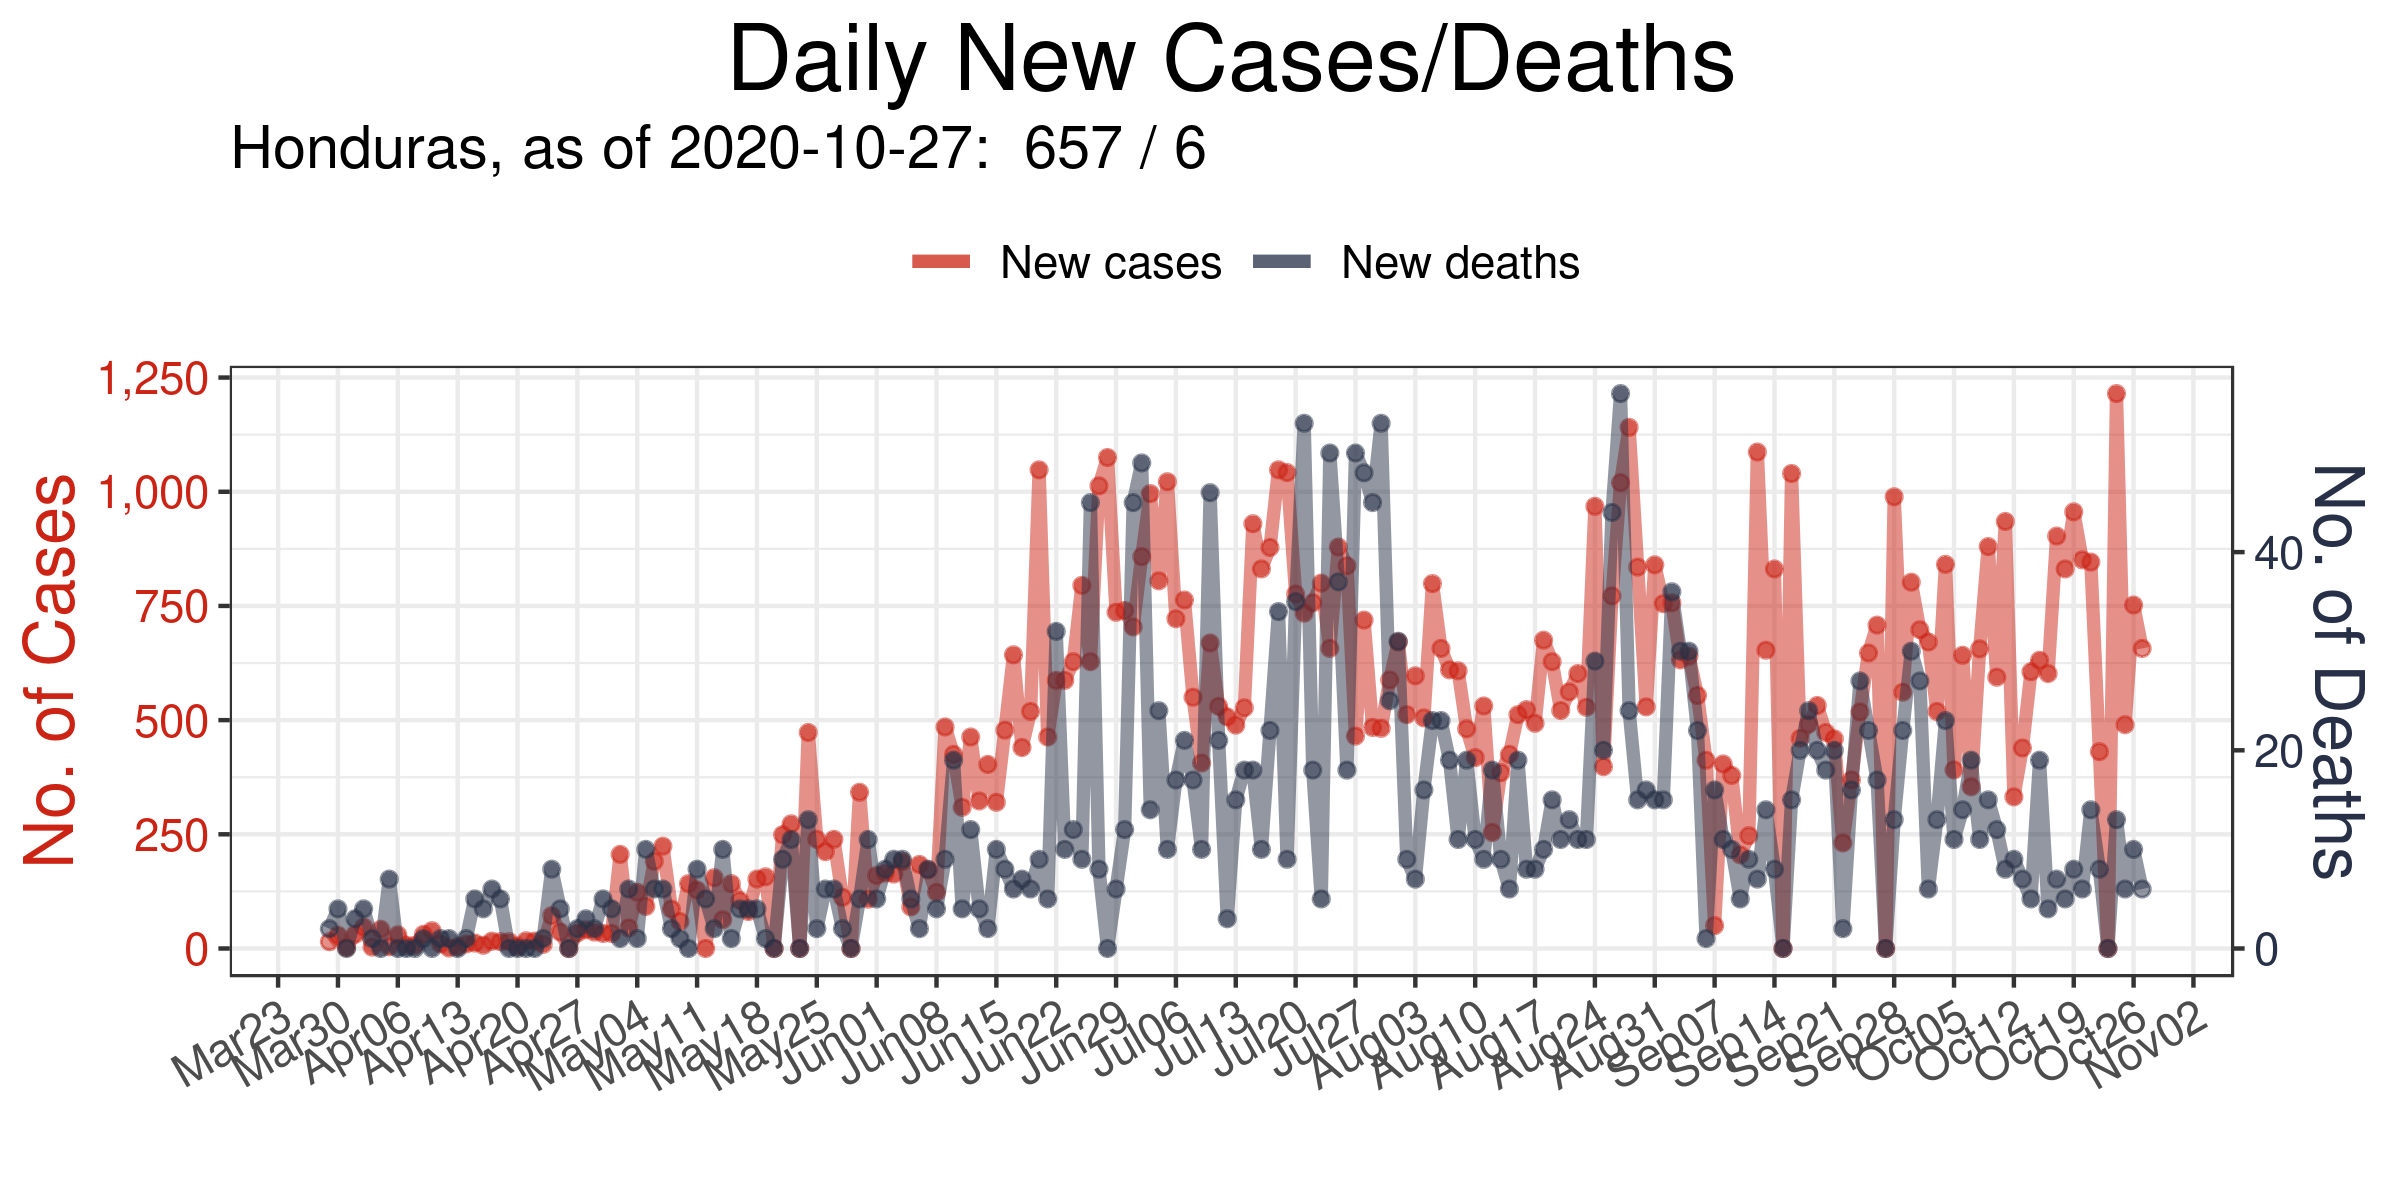 Daily New Cases/Deaths
Honduras, as of 2020-10-27:  657 / 6
New cases New deaths
No. of Cases
1,250
1,000
750
500
250
0
40
20
0
No. of Deaths
Mar23 Mar30 Apr06 Apr13 Apr20 Apr27 May04 May11 May18 May25 Jun01 Jun08 Jun15 Jun22 Jun29 Jul06 Jul13 Jul20 Jul27 Aug03 Aug10 Aug17 Aug24 Aug31 Sep07 Sep14 Sep21 Sep28 Oct05 Oct12 Oct19 Oct26 Nov02